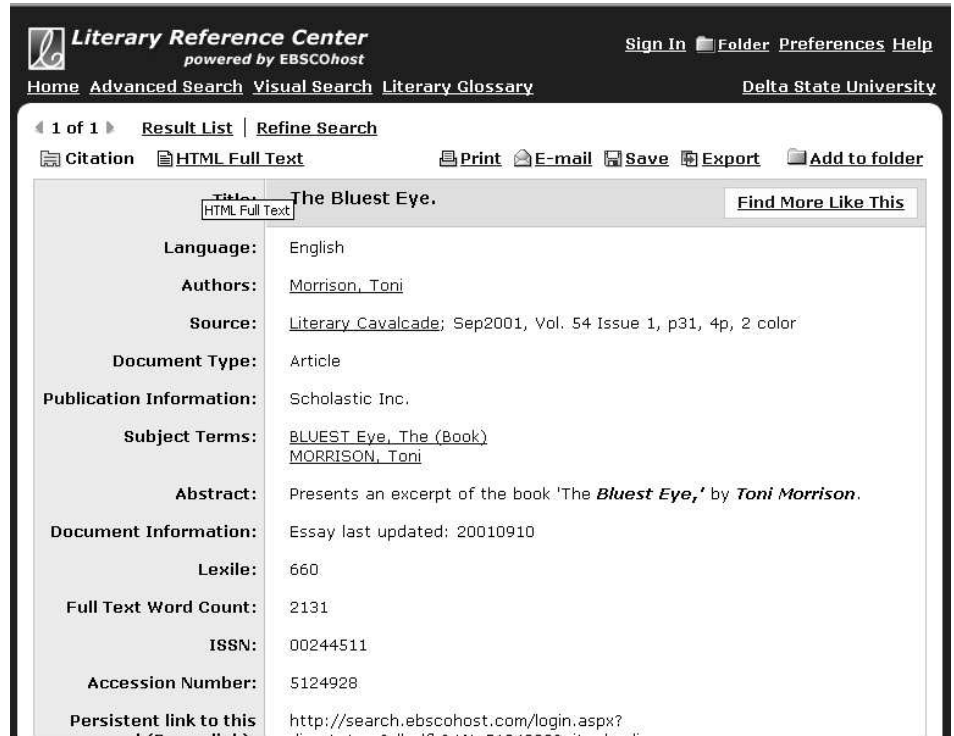 Literary Reference Center
powered by EBSCOhost
Sign In Folder Preferences Help
Home Advanced Search Visual Search Literary Glossary Delta State University
1 of 1 Result List | Refine Search
Citation HTML Full Text Print E-mail Save Export Add to folder
Title: The Bluest Eye. Find More Like This
HTML Full Text
Language: English
Authors: Morrison, Toni
Source: Literary Cavalcade; Sep2001, Vol. 54 Issue 1, p31, 4p, 2 color
Document Type: Article
Publication Information: Scholastic Inc.
Subject Terms: BLUEST Eye, The (Book)
MORRISON, Toni
Abstract: Presents an excerpt of the book 'The Bluest Eye,' by Toni Morrison.
Document Information: Essay last updated: 20010910
Lexile: 660
Full Text Word Count: 2131
ISSN: 00244511
Accession Number: 5124928
Persistent link to this http://search.ebscohost.com/login.aspx?